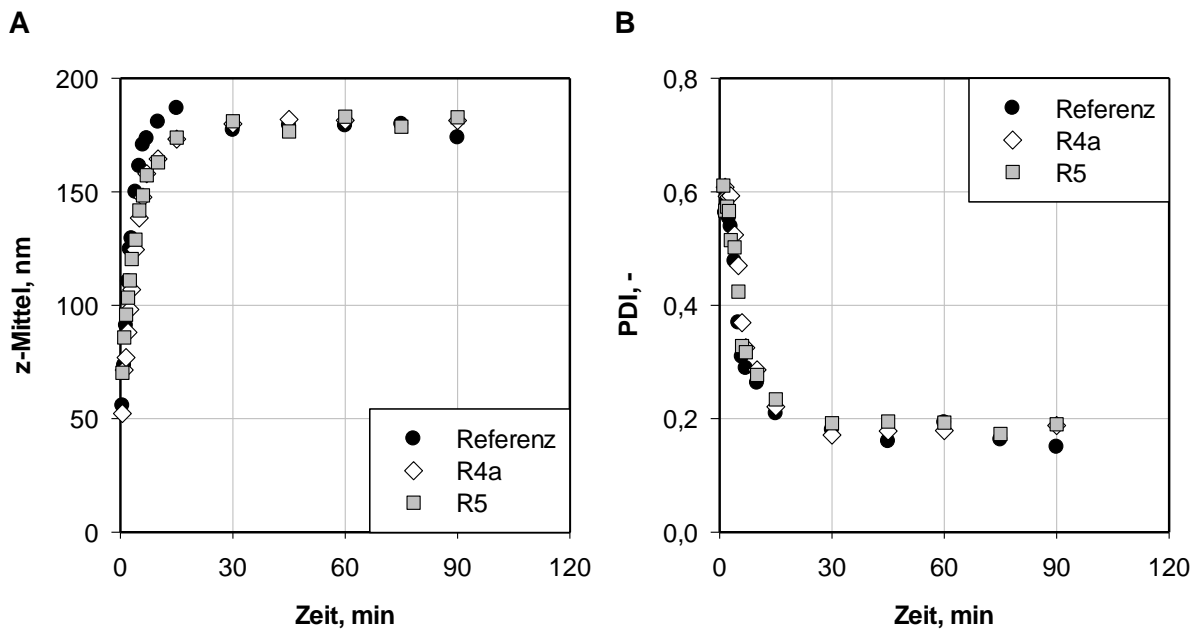 A
200
150
100
50
0
z-Mittel, nm
0 30 60 90 120
Zeit, min
Referenz
R4a
R5
B
0,8
0,6
0,4
0,2
0,0
PDI, -
0 30 60 90 120
Zeit, min
Referenz
R4a
R5